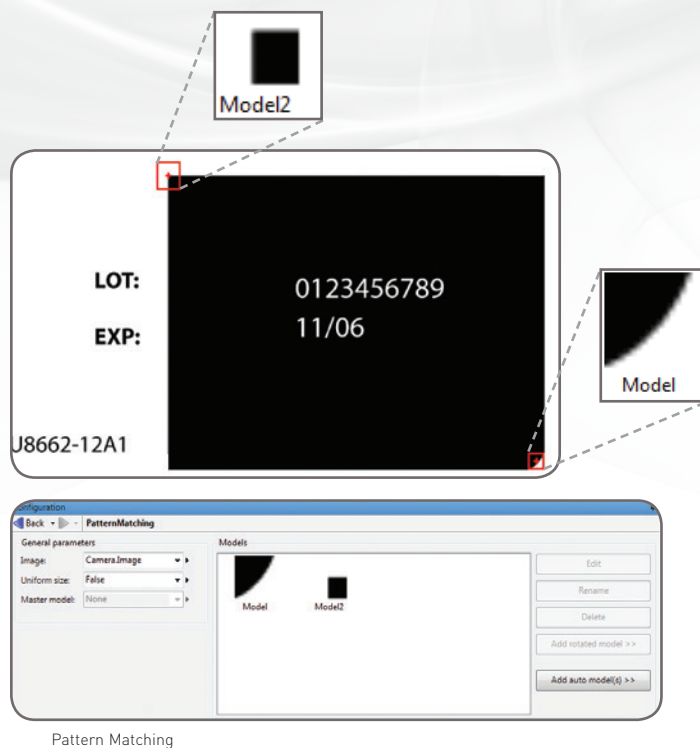 Model2
LOT:
0123456789
EXP:
11/06
Model
J8662-12A1
Back
PatternMatching
General parameters
Models
Image:
Camera.Image
Edit
Uniform size:
False
Rename
Master model:
None
Model
Model2
Delete
Add rotated model >>
Add auto model(s) >>
Pattern Matching